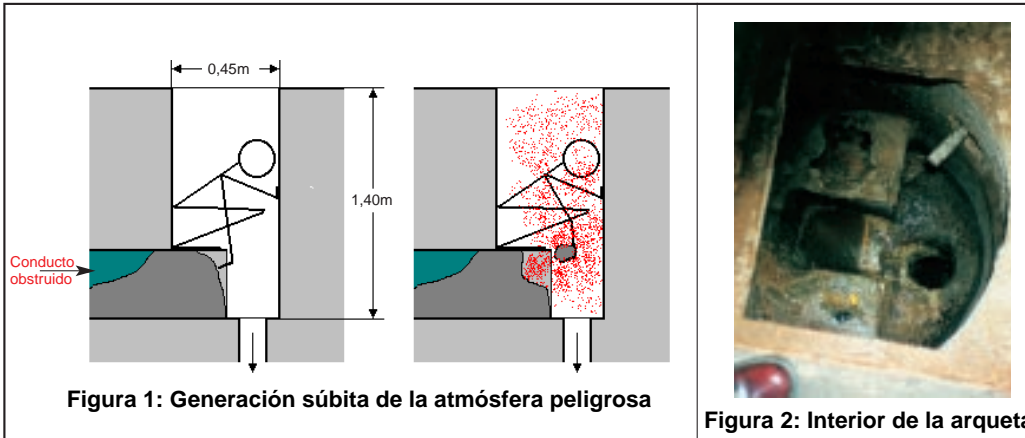 0,45m
1,40m
Conducto
obstruido
Figura 1: Generación súbita de la atmósfera peligrosa
Figura 2: Interior de la arqueta